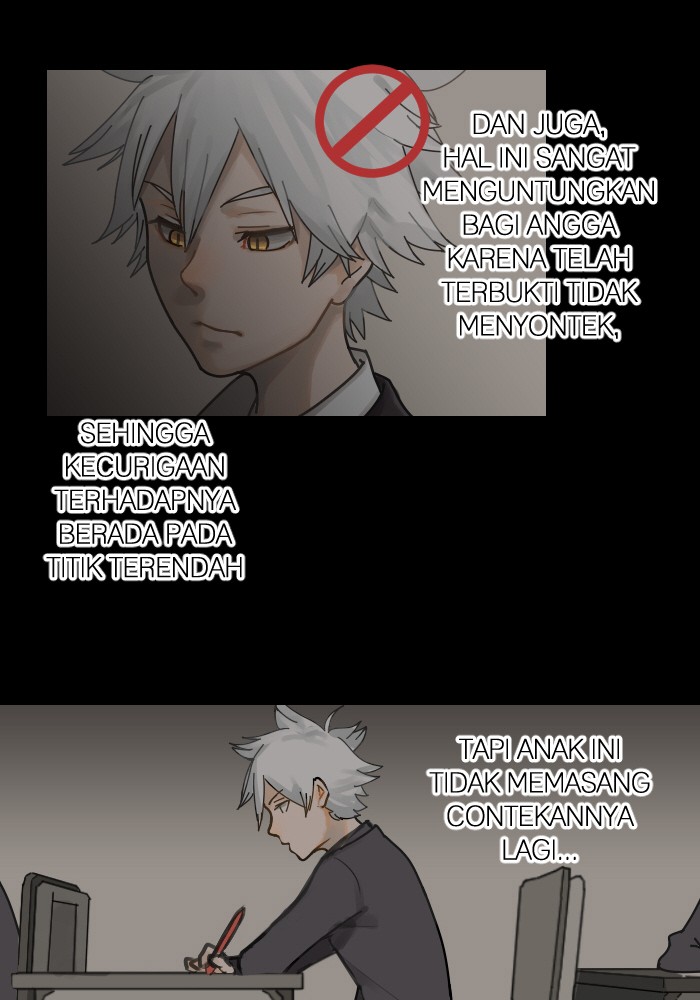 DAN JUGA,
HAL INI SANGAT
MENGUNTUNGKAN
BAGI ANGGA
KARENA TELAH
TERBUKTI TIDAK
MENYONTEK,
SEHINGGA
KECURIGAAN
TERHADAPNYA
BERADA PADA
TITIK TERENDAH
TAPI ANAK INI
TIDAK MEMASANG
CONTEKANNYA
LAGI...